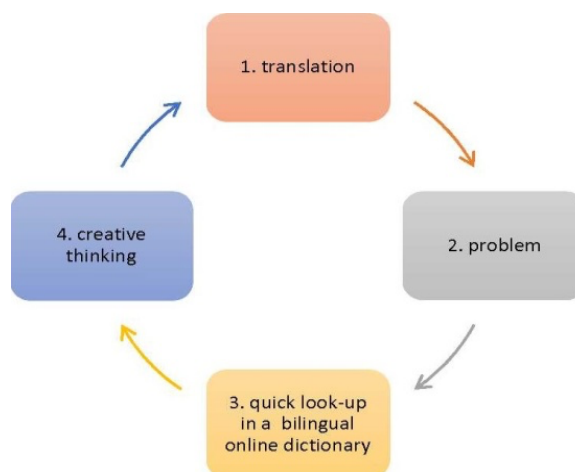 1. translation
2. problem
3. quick look-up
in a bilingual
online dictionary
4. creative
thinking